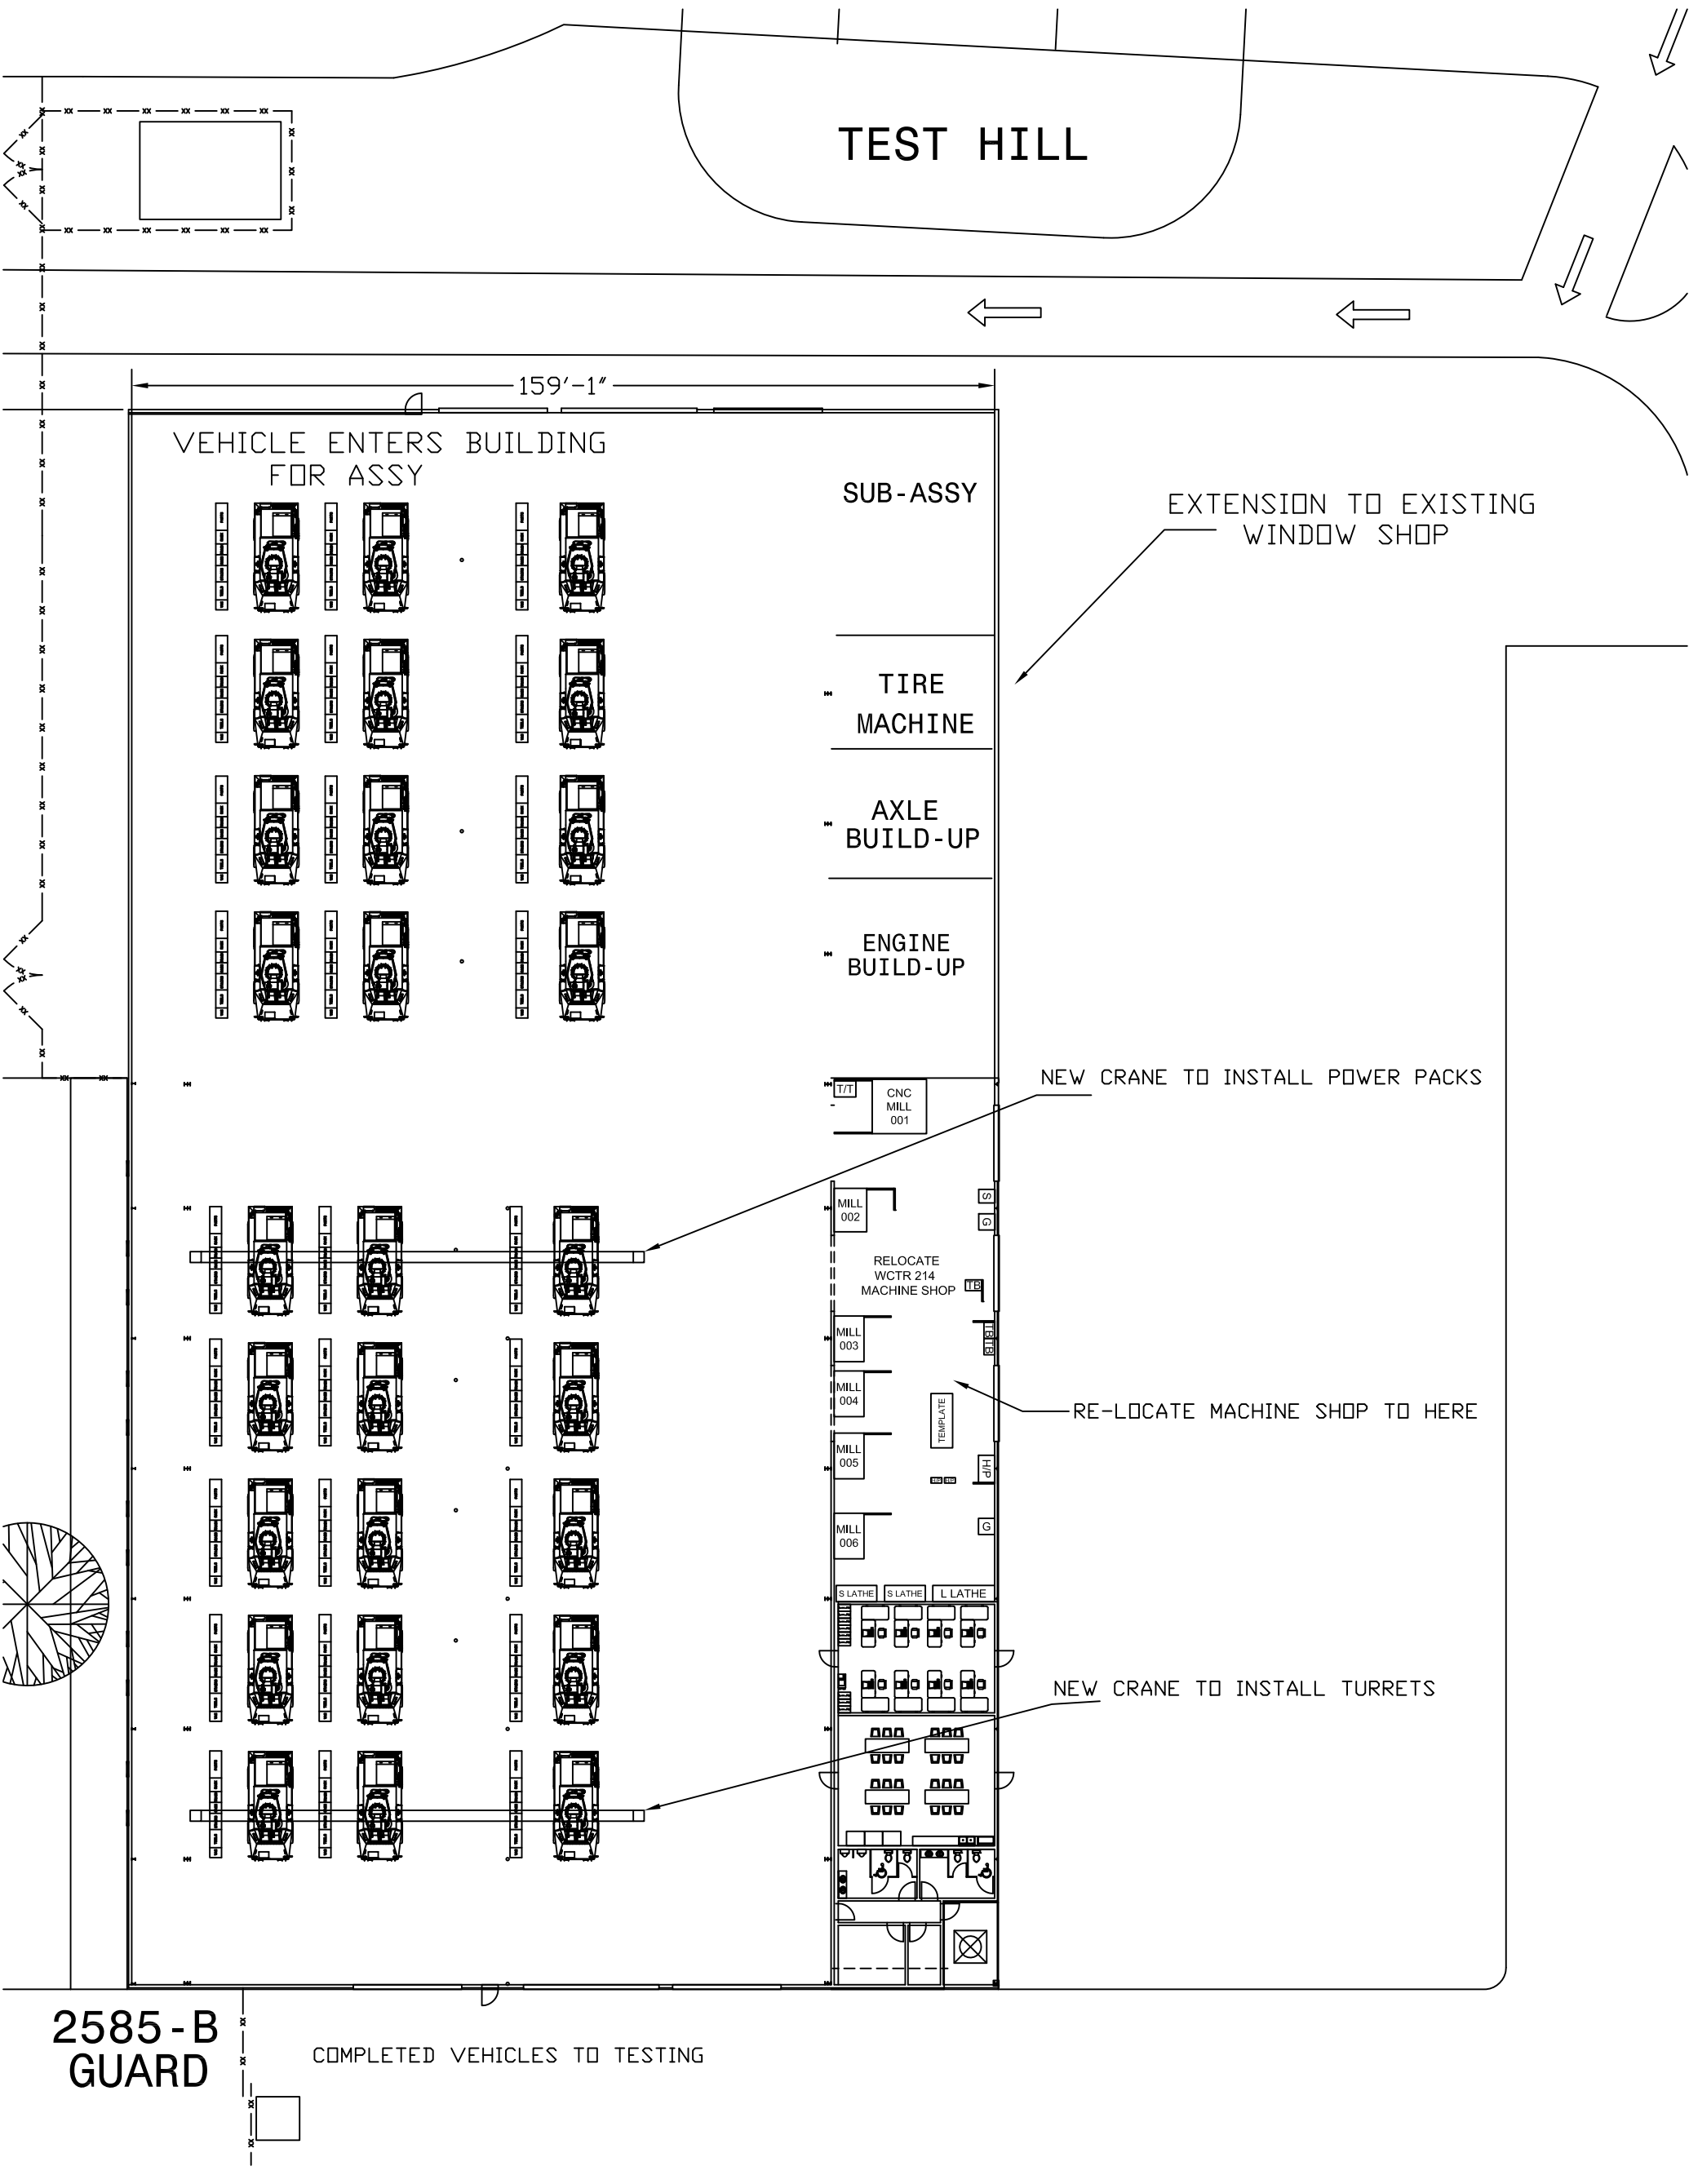 TEST HILL
159'-1"
VEHICLE ENTERS BUILDING
FOR ASSY
SUB-ASSY
EXTENSION TO EXISTING
WINDOW SHOP
TIRE
MACHINE
AXLE
BUILD-UP
ENGINE
BUILD-UP
NEW CRANE TO INSTALL POWER PACKS
T/T
CNC
MILL
001
MILL
002
S
G
RELOCATE
WCTR 214
MACHINE SHOP
TB
MILL
003
TB
TB
MILL
004
TEMPLATE
RE-LOCATE MACHINE SHOP TO HERE
MILL
005
H/P
MILL
006
G
S LATHE
S LATHE
L LATHE
NEW CRANE TO INSTALL TURRETS
2585-B
GUARD
COMPLETED VEHICLES TO TESTING